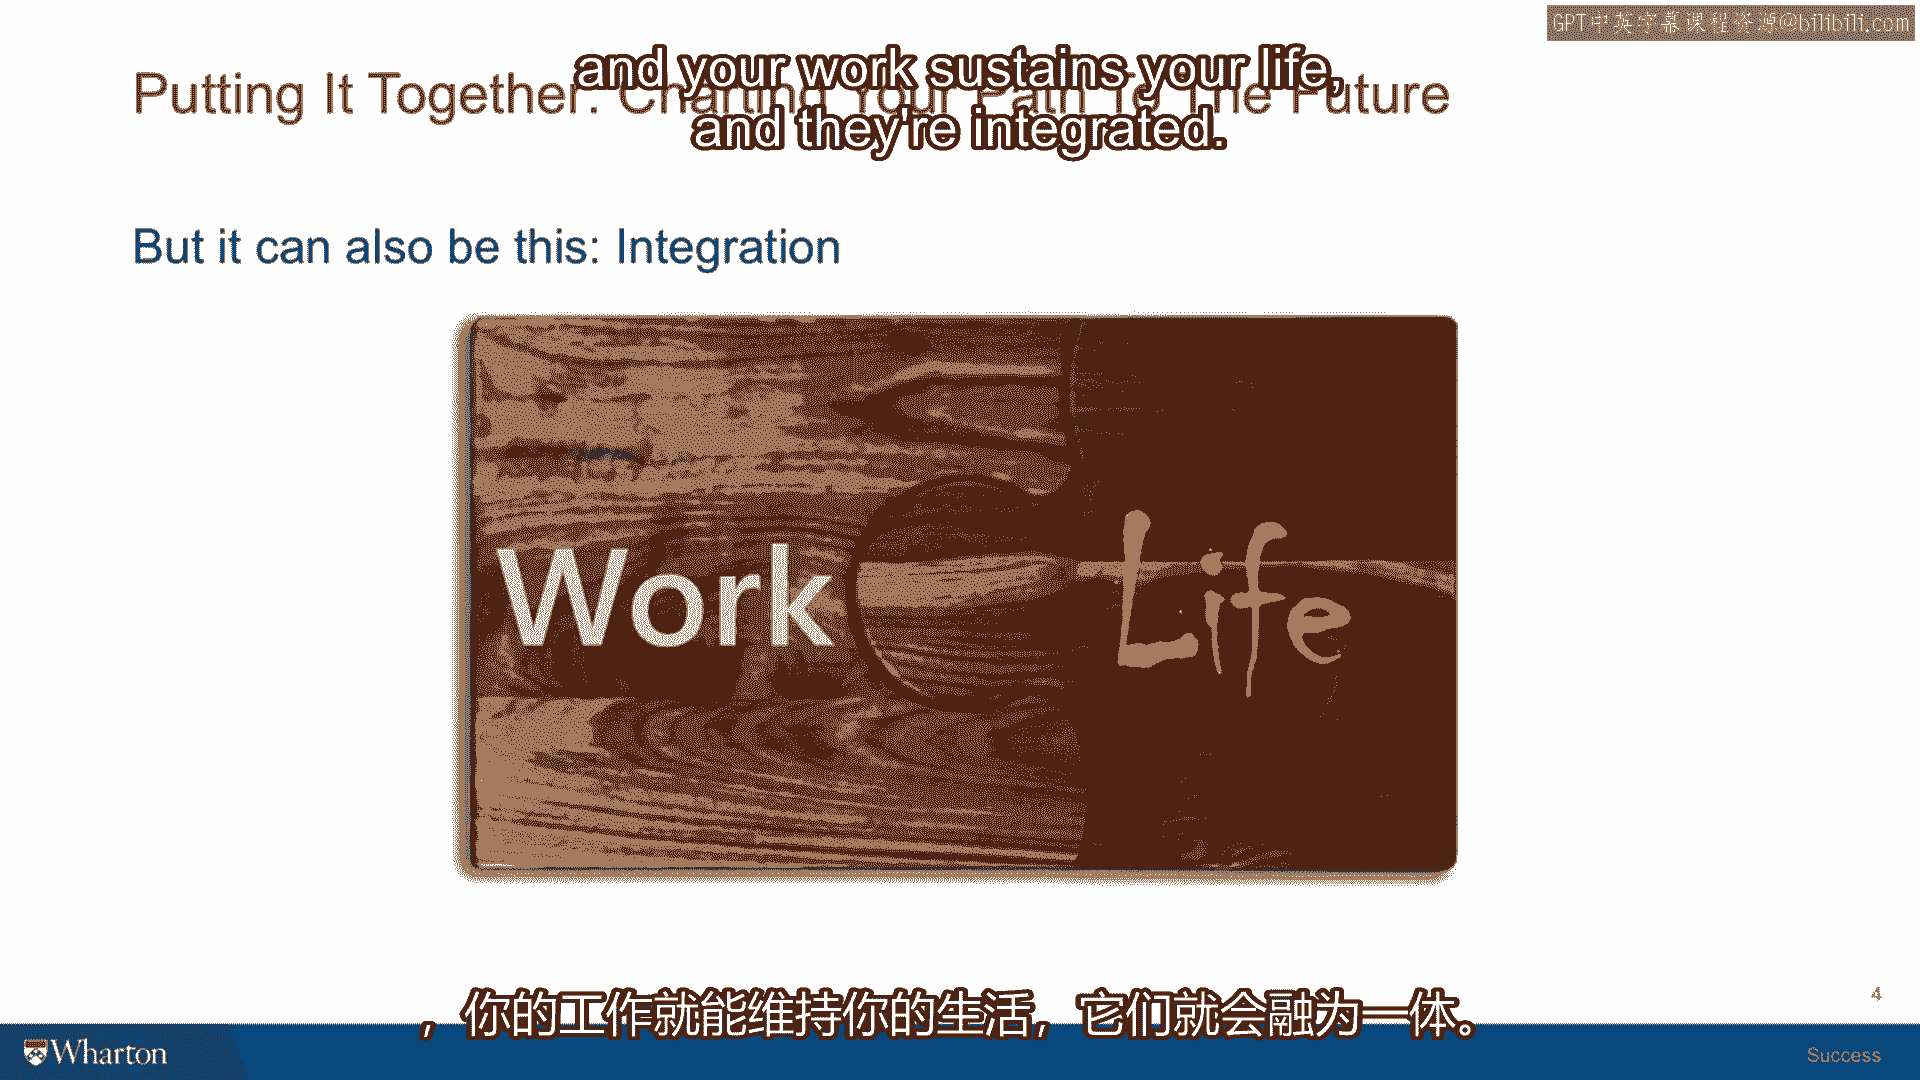 GPT中英字幕课程资源@bilibili.com
and your work sustains your life,
Putting It Together: Charting Your Path To The Future
and they're integrated.
But it can also be this: Integration
Work
Life
，你的工作就能维持你的生活，它们就会融为一体。
4
Wharton
Success